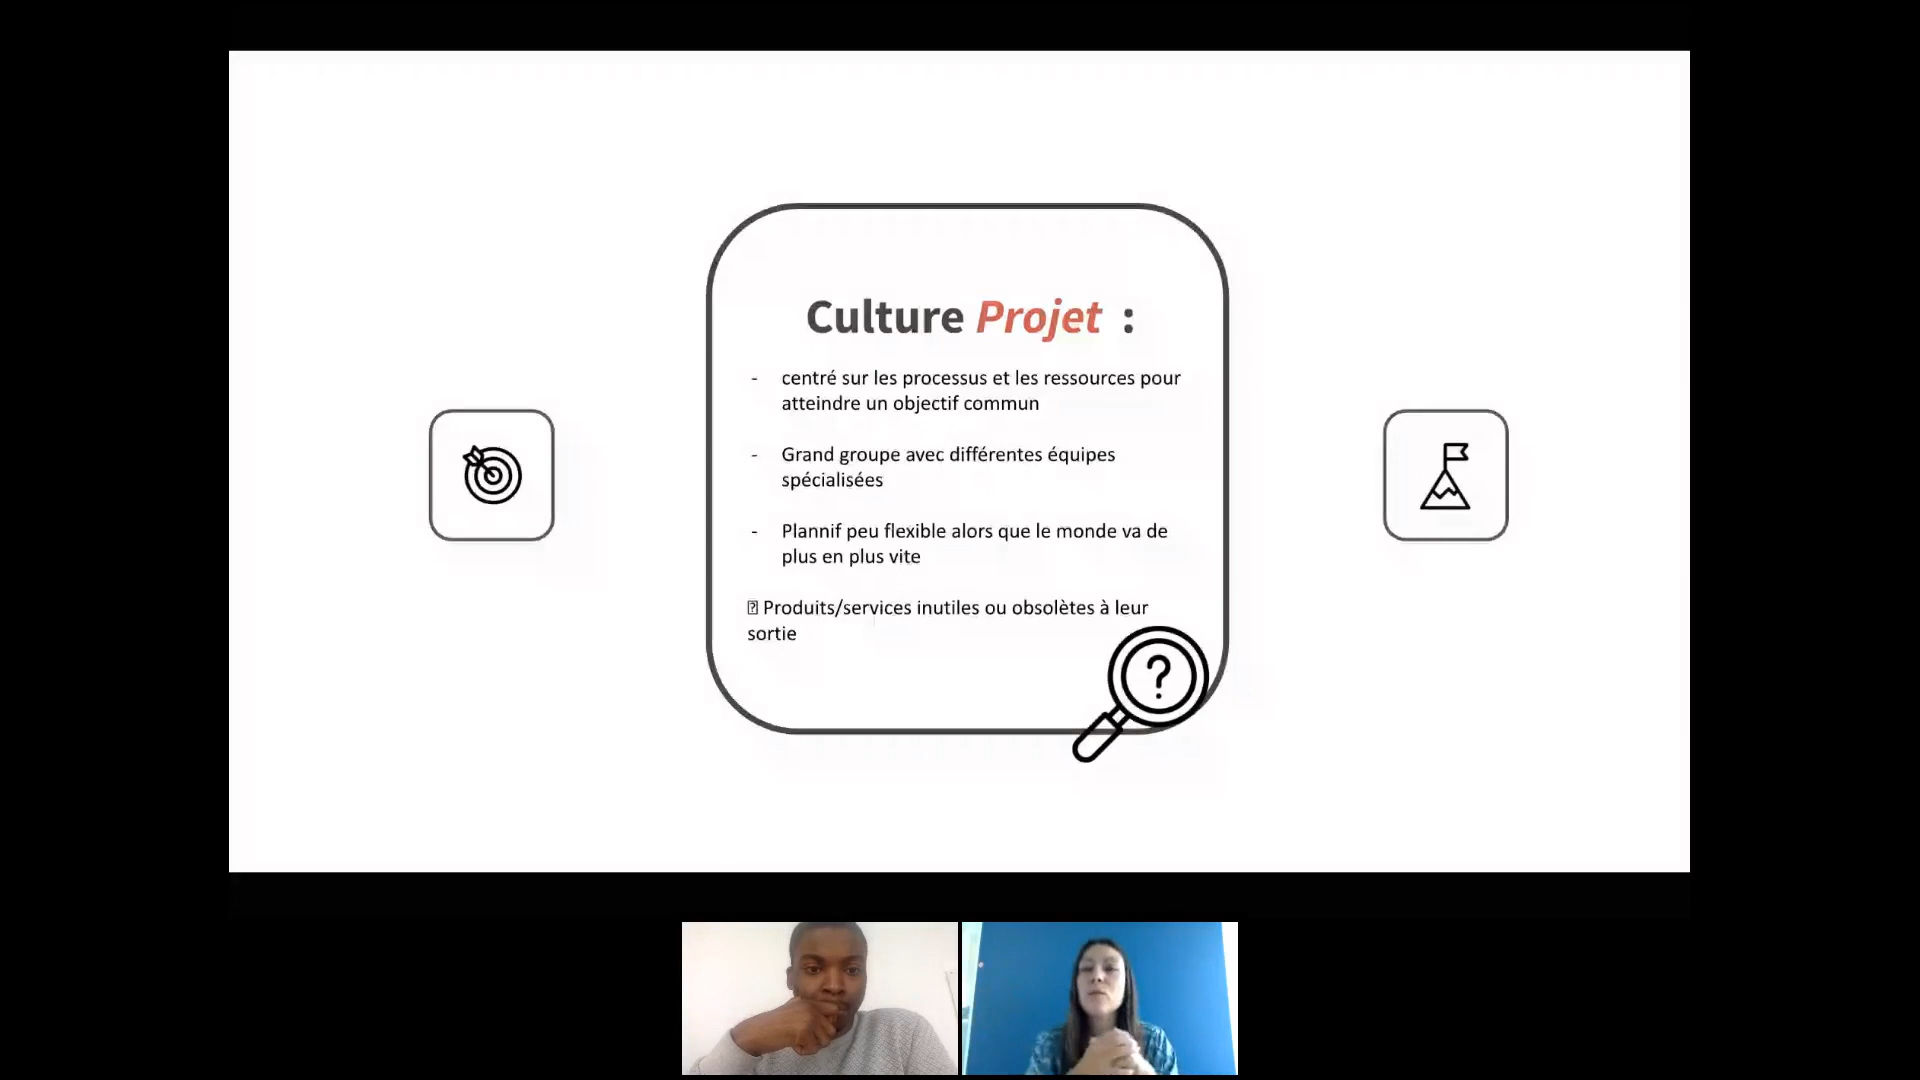 Culture Projet :
- centré sur les processus et les ressources pour
atteindre un objectif commun
- Grand groupe avec différentes équipes
spécialisées
- Plannif peu flexible alors que le monde va de
plus en plus vite
⍰ Produits/services inutiles ou obsolètes à leur
sortie
?